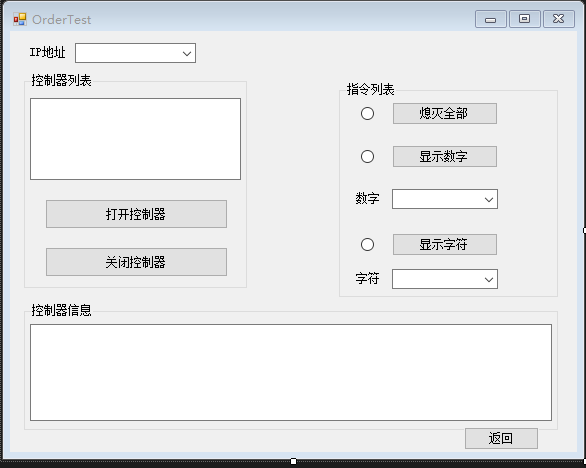 OrderTest
IP地址
控制器列表
打开控制器
关闭控制器
指令列表
熄灭全部
显示数字
数字
显示字符
字符
控制器信息
返回